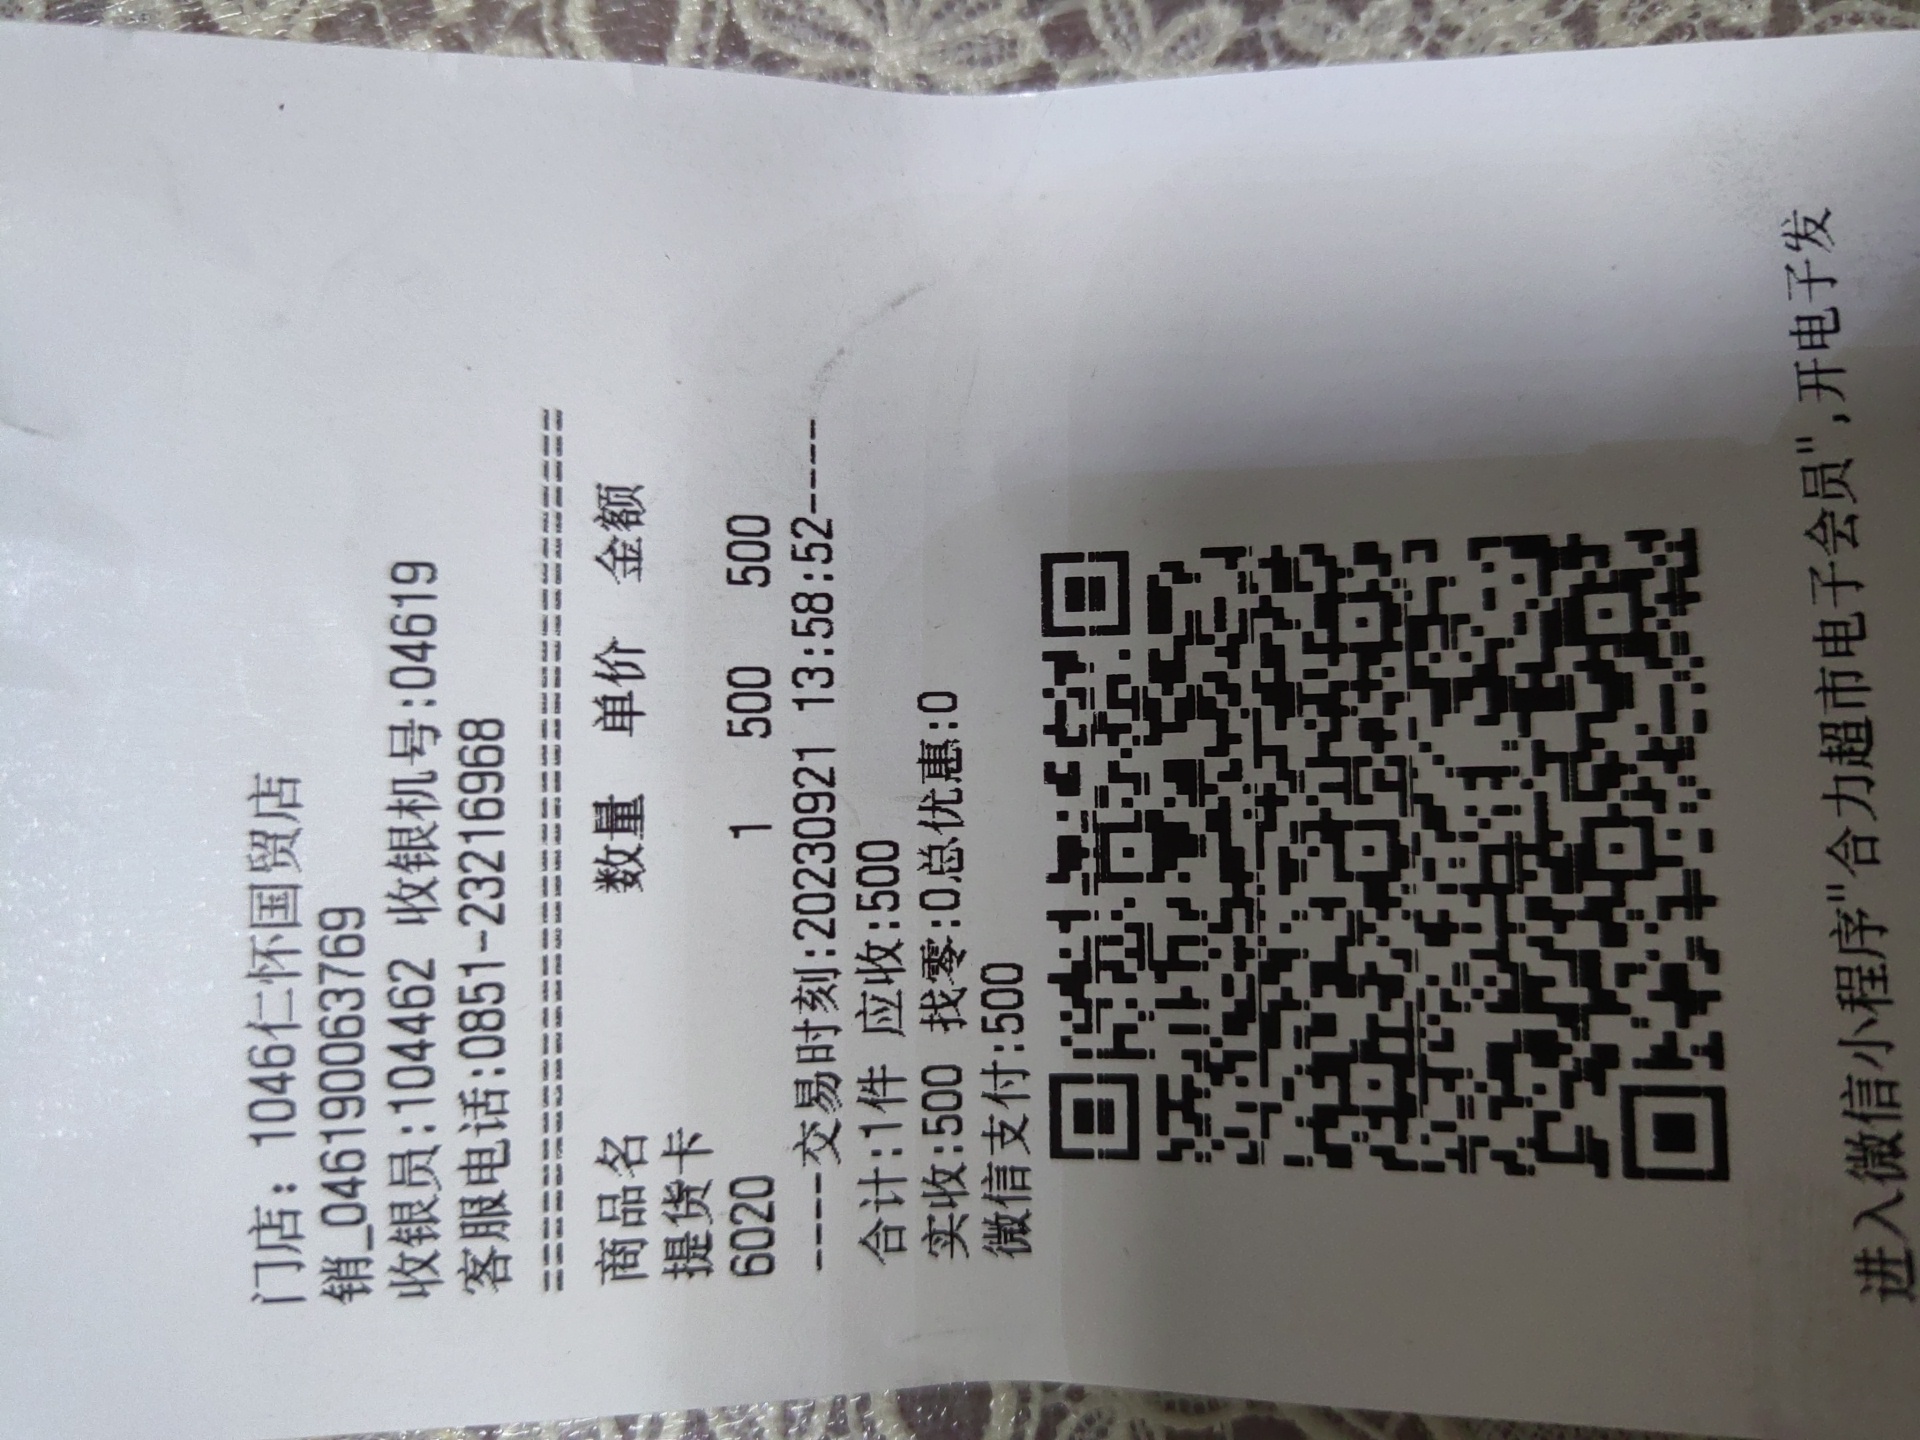 门店: 1046仁怀国贸店
销_046190063769
收银员:104462 收银机号:04619
客服电话:0851-23216968
==========================================
商品名 数量 单价 金额
提货卡
6020 1 500 500
-----交易时刻:20230921 13:58:52-----
合计:1件 应收:500
实收:500 找零:0总优惠:0
微信支付:500
进入微信小程序"合力超市电子会员",开电子发